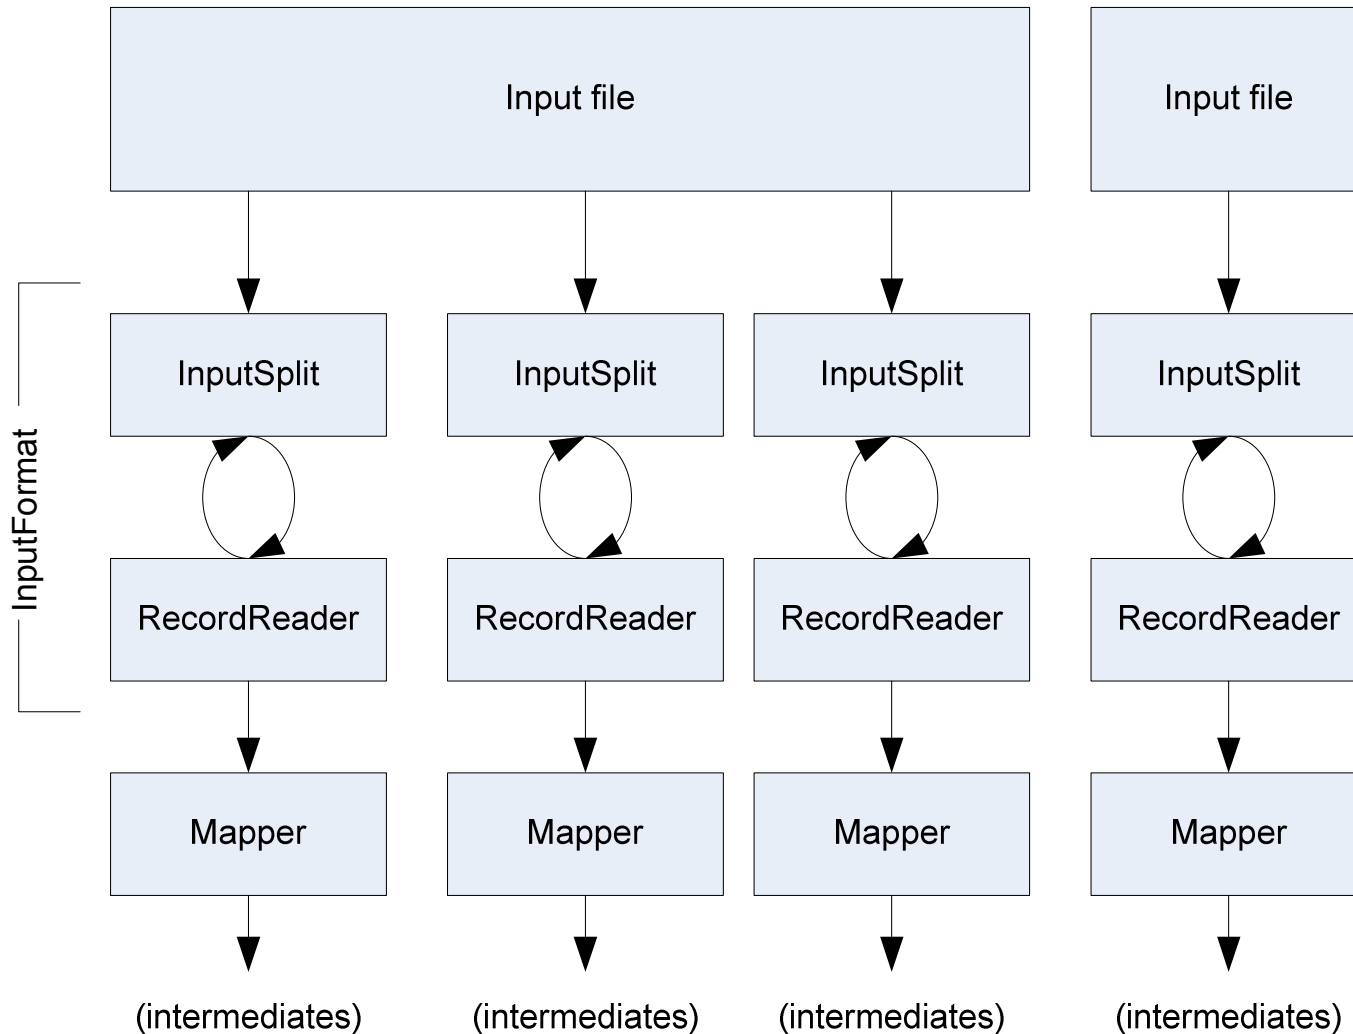 Input file
Input file
InputSplit
InputSplit
InputSplit
InputSplit
InputFormat
RecordReader
RecordReader
RecordReader
RecordReader
Mapper
Mapper
Mapper
Mapper
(intermediates)
(intermediates)
(intermediates)
(intermediates)